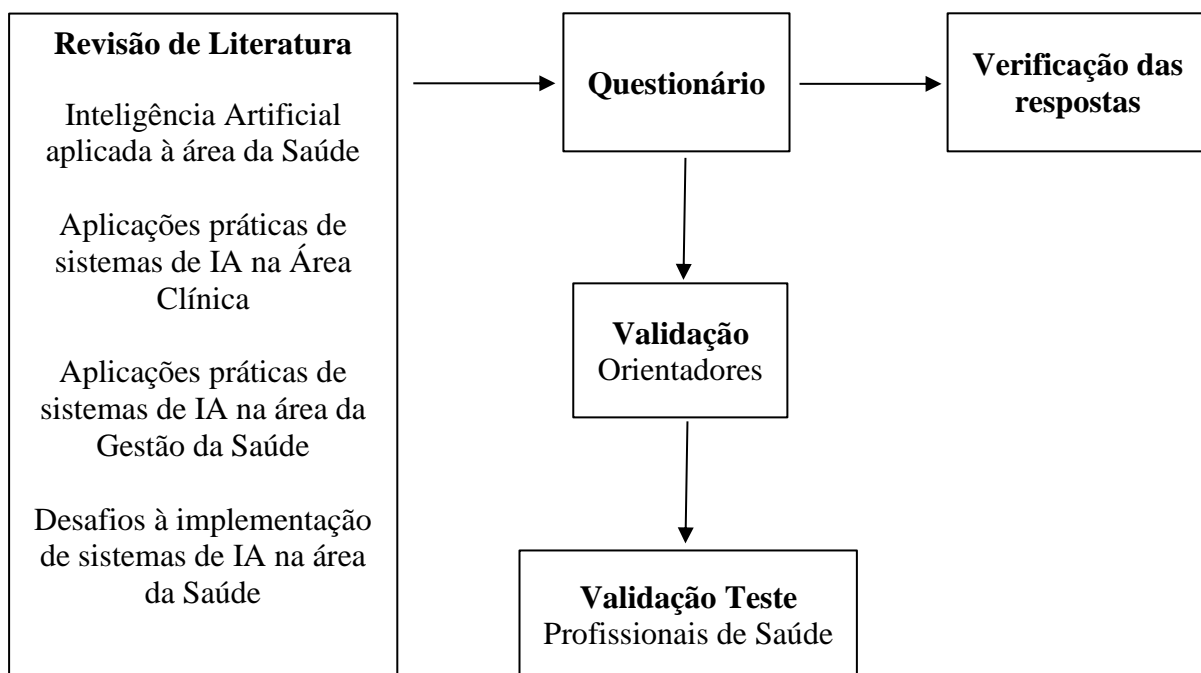 Revisão de Literatura
Inteligência Artificial
aplicada à área da Saúde
Aplicações práticas de
sistemas de IA na Área
Clínica
Aplicações práticas de
sistemas de IA na área da
Gestão da Saúde
Desafios à implementação
de sistemas de IA na área
da Saúde
Questionário
Verificação das
respostas
Validação
Orientadores
Validação Teste
Profissionais de Saúde